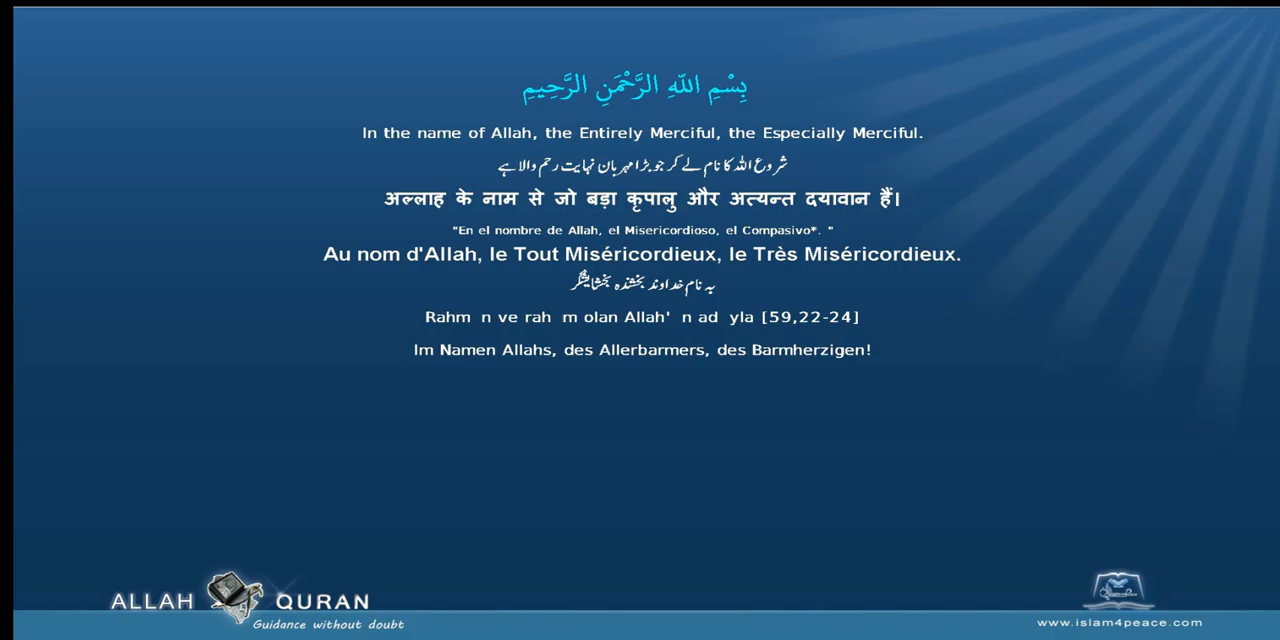 بِسْمِ اللّٰهِ الرَّحْمَنِ الرَّحِيمِ
In the name of Allah, the Entirely Merciful, the Especially Merciful.
شروع اللہ کا نام لے کر جو بڑا مہربان نہایت رحم والا ہے
अल्लाह के नाम से जो बड़ा कृपालु और अत्यन्त दयावान हैं।
"En el nombre de Allah, el Misericordioso, el Compasivo*. "
Au nom d'Allah, le Tout Miséricordieux, le Très Miséricordieux.
به نام خداوند بخشنده بخشایشگر
Rahm n ve rah m olan Allah' n ad yla [59,22-24]
Im Namen Allahs, des Allerbarmers, des Barmherzigen!
ALLAH QURAN
Guidance without doubt
www.islam4peace.com